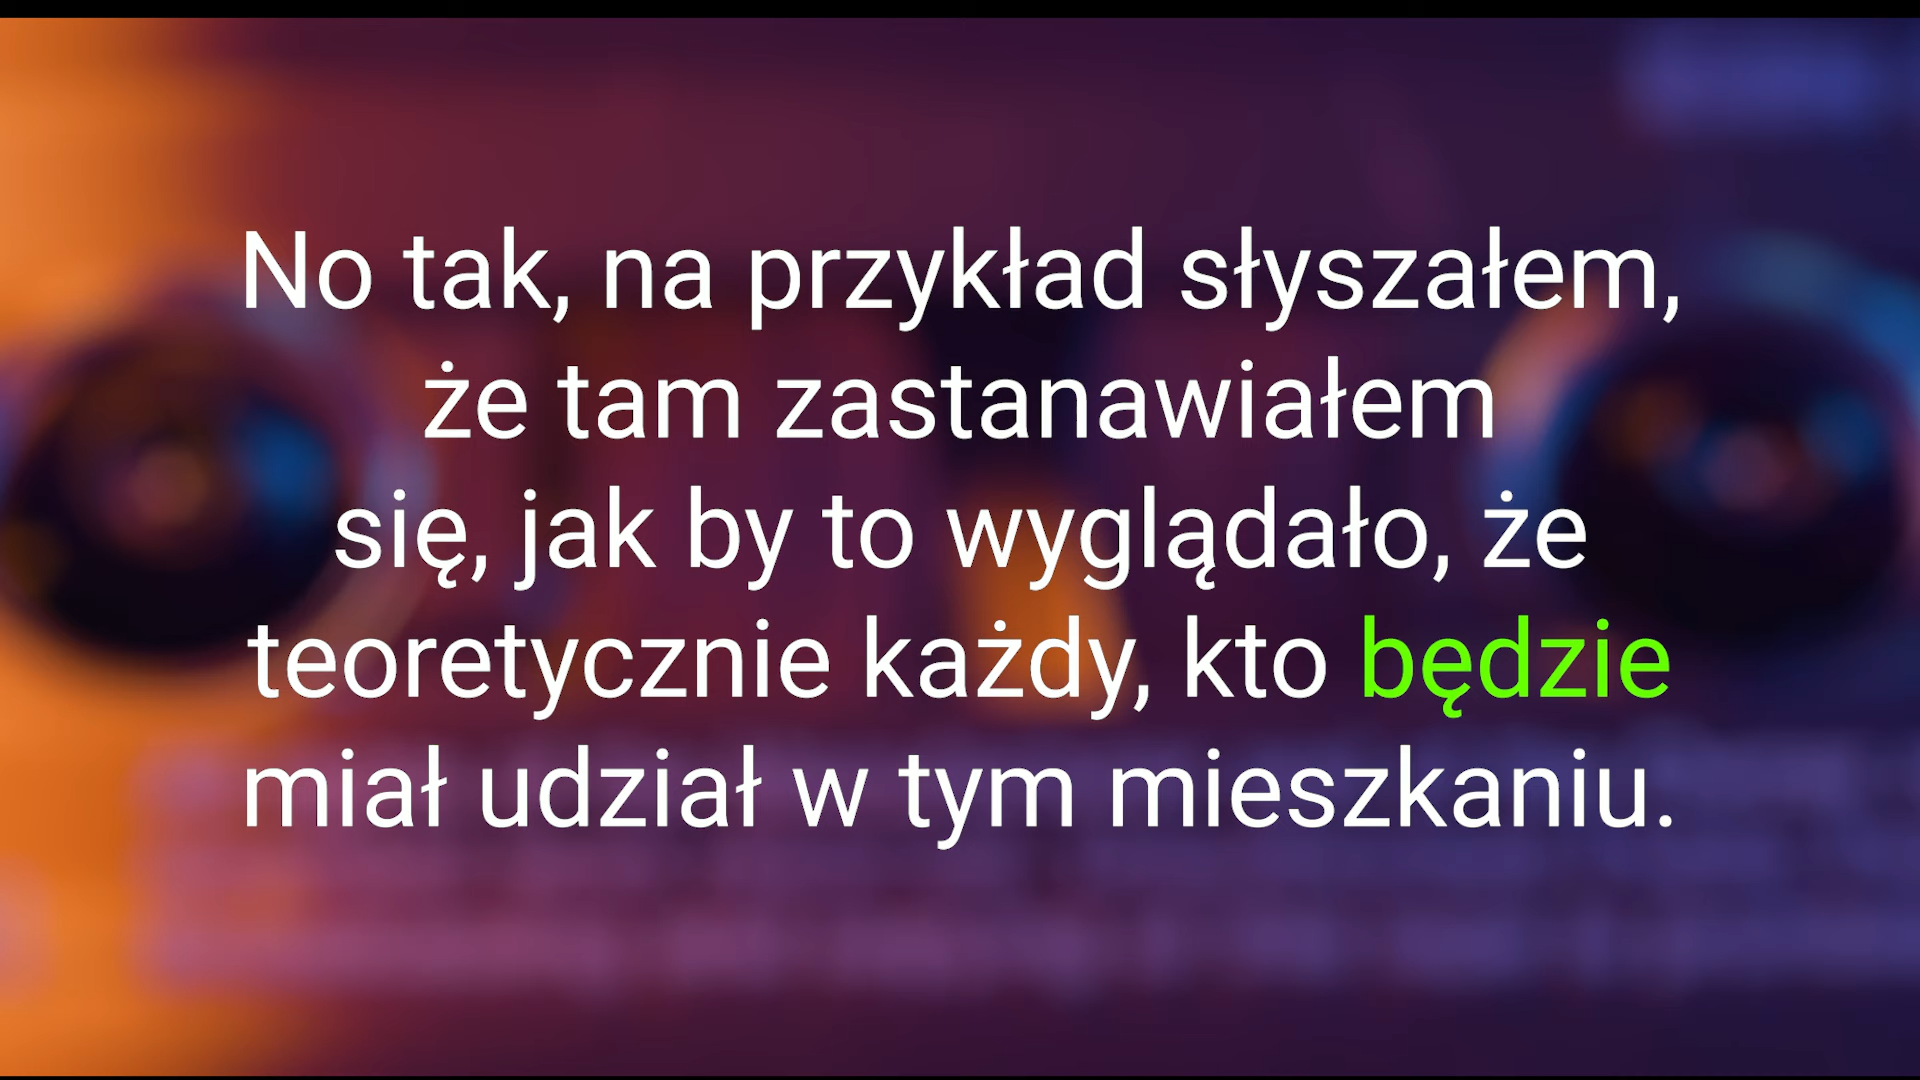 No tak, na przykład słyszałem,
że tam zastanawiałem
się, jak by to wyglądało, że
teoretycznie każdy, kto będzie
miał udział w tym mieszkaniu.